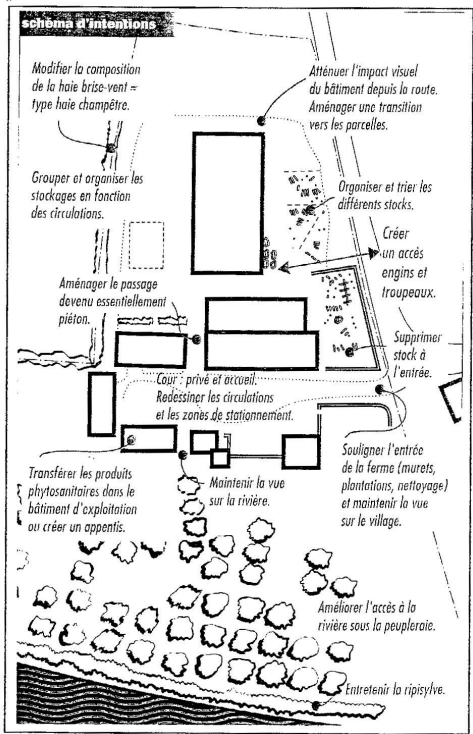 schéma d'intentions
Modifier la composition
de la haie brise-vent =
type haie champêtre.
Atténuer l'impact visuel
du bâtiment depuis la route.
Aménager une transition
vers les parcelles.
Grouper et organiser les
stockages en fonction
des circulations.
Organiser et trier les
différents stocks.
Créer
un accès
engins et
troupeaux.
Aménager le passage
devenu essentiellement
piéton.
Supprimer
stock à
l'entrée.
Cour : privé et accueil.
Redessiner les circulations
et les zones de stationnement.
Transférer les produits
phytosanitaires dans le
bâtiment d'exploitation
ou créer un appentis.
Maintenir la vue
sur la rivière.
Souligner l'entrée
de la ferme (murets,
plantations, nettoyage)
et maintenir la vue
sur le village.
Améliorer l'accès à la
rivière sous la peupleraie.
Entretenir la ripisylve.